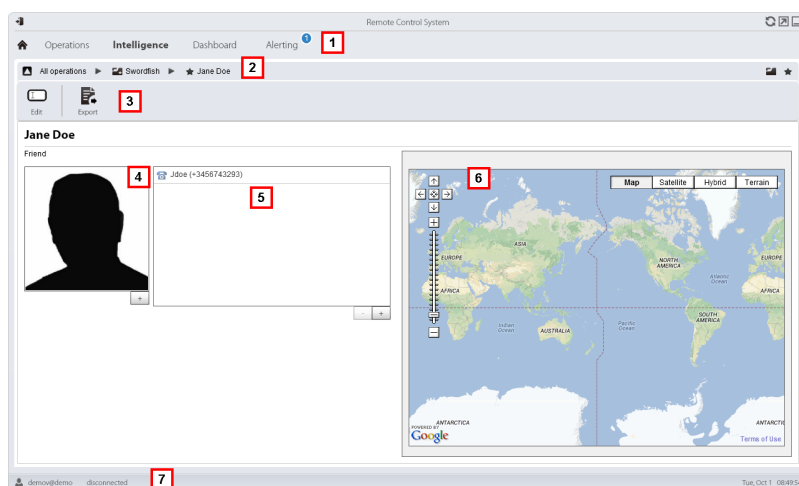 Remote Control System
Operations Intelligence Dashboard Alerting 1 1
All operations Swordfish Jane Doe 2
Edit Export 3
Jane Doe
Friend
4 Jdoe (+3456743293)
5
+
- +
6
Map Satellite Hybrid Terrain
ASIA
EUROPE
NORTH AMERICA
EUROPE
Atlantic Ocean
AFRICA
AFRICA
SOUTH AMERICA
Indian Ocean
AUSTRALIA
Pacific Ocean
ANTARCTICA
POWERED BY
Google
Terms of Use
demov@demo disconnected 7 Tue, Oct 1